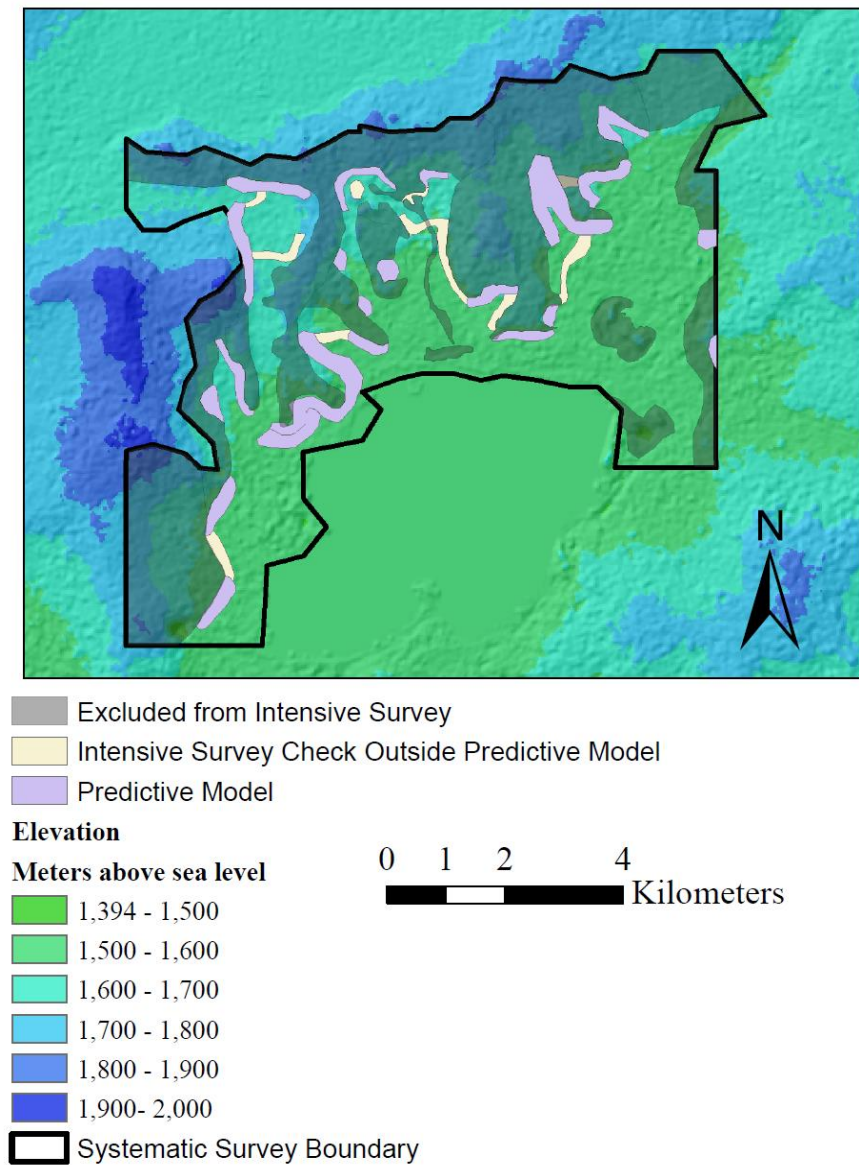 N
Excluded from Intensive Survey
Intensive Survey Check Outside Predictive Model
Predictive Model
Elevation
Meters above sea level
0 1 2 4
Kilometers
1,394 - 1,500
1,500 - 1,600
1,600 - 1,700
1,700 - 1,800
1,800 - 1,900
1,900- 2,000
Systematic Survey Boundary